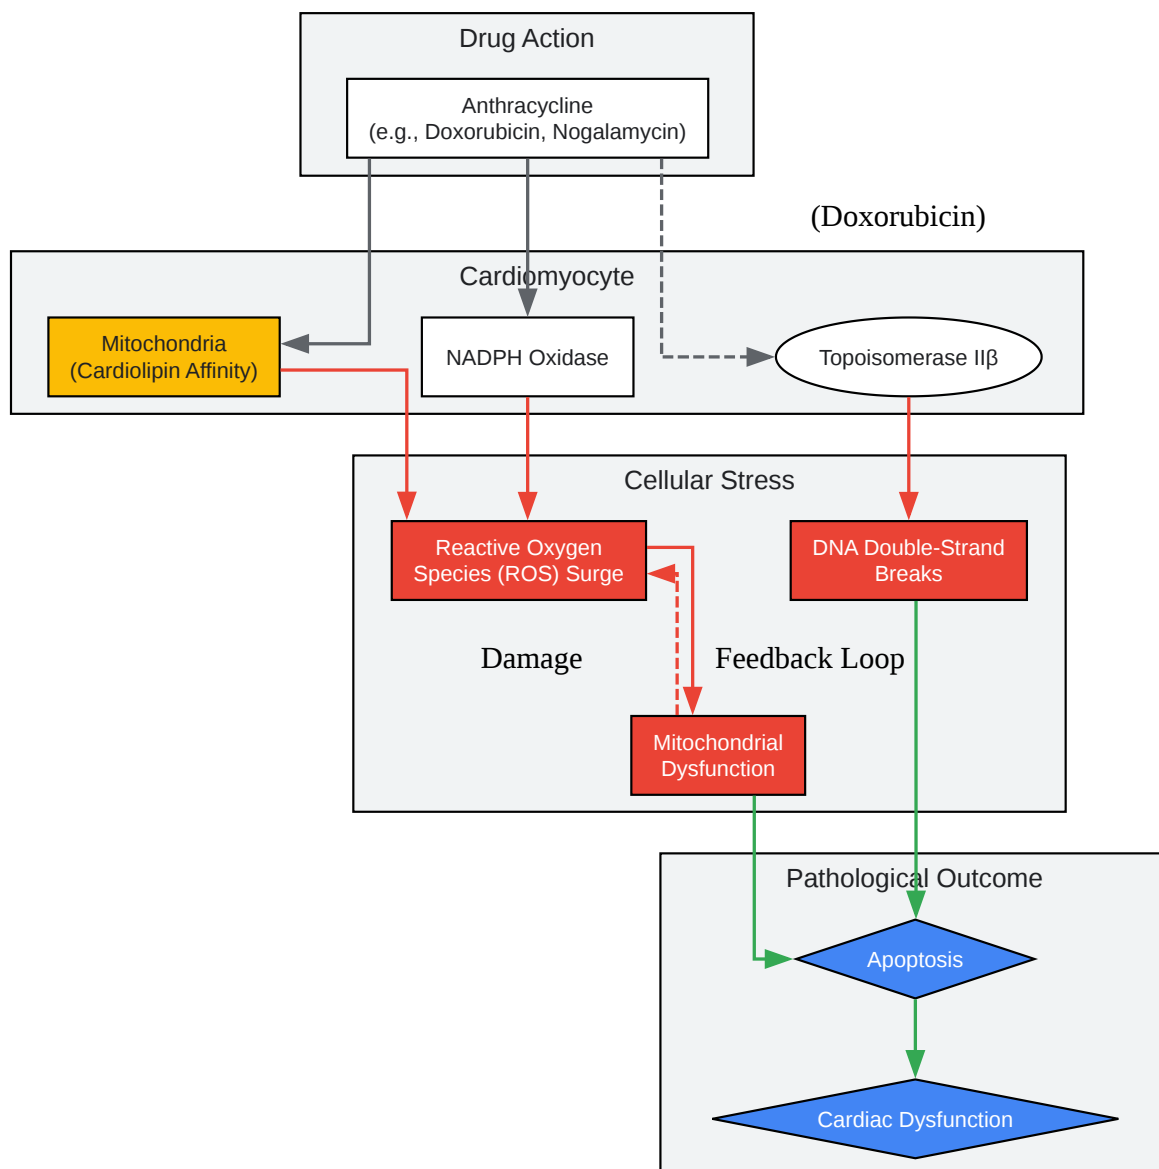 Drug Action
Anthracycline
(e.g., Doxorubicin, Nogalamycin)
(Doxorubicin)
Cardiomyocyte
Mitochondria
(Cardiolipin Affinity)
NADPH Oxidase
Topoisomerase IIβ
Cellular Stress
Reactive Oxygen
Species (ROS) Surge
DNA Double-Strand
Breaks
Damage
Feedback Loop
Mitochondrial
Dysfunction
Pathological Outcome
Apoptosis
Cardiac Dysfunction